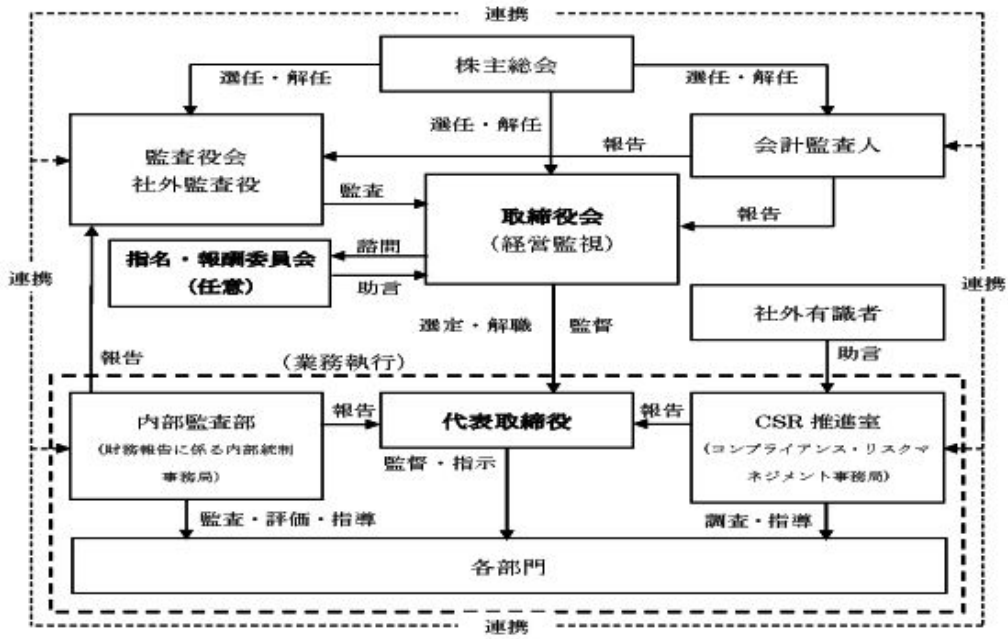 連携
株主総会
選任・解任
選任・解任
選任・解任
監査役会
社外監査役
報告
会計監査人
監査
取締役会
(経営監視)
報告
指名・報酬委員会
(任意)
諮問
助言
連携
連携
選定・解職
監督
社外有識者
助言
報告
(業務執行)
内部監査部
(財務報告に係る内部統制
事務局)
報告
代表取締役
報告
CSR 推進室
(コンプライアンス・リスクマ
ネジメント事務局)
監督・指示
監査・評価・指導
調査・指導
各部門
連携